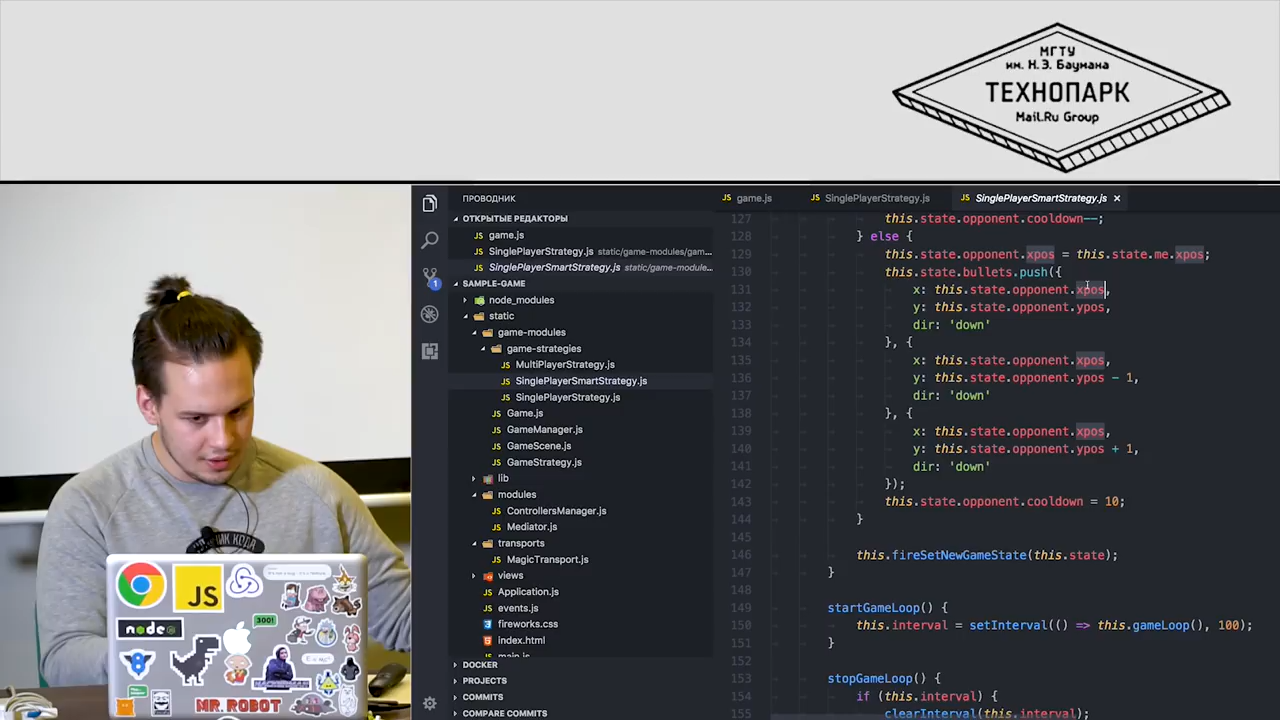 МГТУ
им. Н.Э. Баумана
ТЕХНОПАРК
Mail.Ru Group
ПРОВОДНИК
ОТКРЫТЫЕ РЕДАКТОРЫ
game.js
SinglePlayerStrategy.js static/game-modules/gam...
SinglePlayerSmartStrategy.js static/game-module...
SAMPLE-GAME
node_modules
static
game-modules
game-strategies
MultiPlayerStrategy.js
SinglePlayerSmartStrategy.js
SinglePlayerStrategy.js
Game.js
GameManager.js
GameScene.js
GameStrategy.js
lib
modules
ControllersManager.js
Mediator.js
transports
MagicTransport.js
views
Application.js
events.js
fireworks.css
index.html
main.js
DOCKER
PROJECTS
COMMITS
COMPARE COMMITS
1
game.js
SinglePlayerStrategy.js
SinglePlayerSmartStrategy.js
127 this.state.opponent.cooldown--;
128 } else {
129 this.state.opponent.xpos = this.state.me.xpos;
130 this.state.bullets.push({
131 x: this.state.opponent.xpos,
132 y: this.state.opponent.ypos,
133 dir: 'down'
134 }, {
135 x: this.state.opponent.xpos,
136 y: this.state.opponent.ypos - 1,
137 dir: 'down'
138 }, {
139 x: this.state.opponent.xpos,
140 y: this.state.opponent.ypos + 1,
141 dir: 'down'
142 });
143 this.state.opponent.cooldown = 10;
144 }
145
146 this.fireSetNewGameState(this.state);
147 }
148
149 startGameLoop() {
150 this.interval = setInterval(() => this.gameLoop(), 100);
151 }
152
153 stopGameLoop() {
154 if (this.interval) {
155 clearInterval(this.interval);
JS
node
300!
HACKERMAN
MR. ROBOT